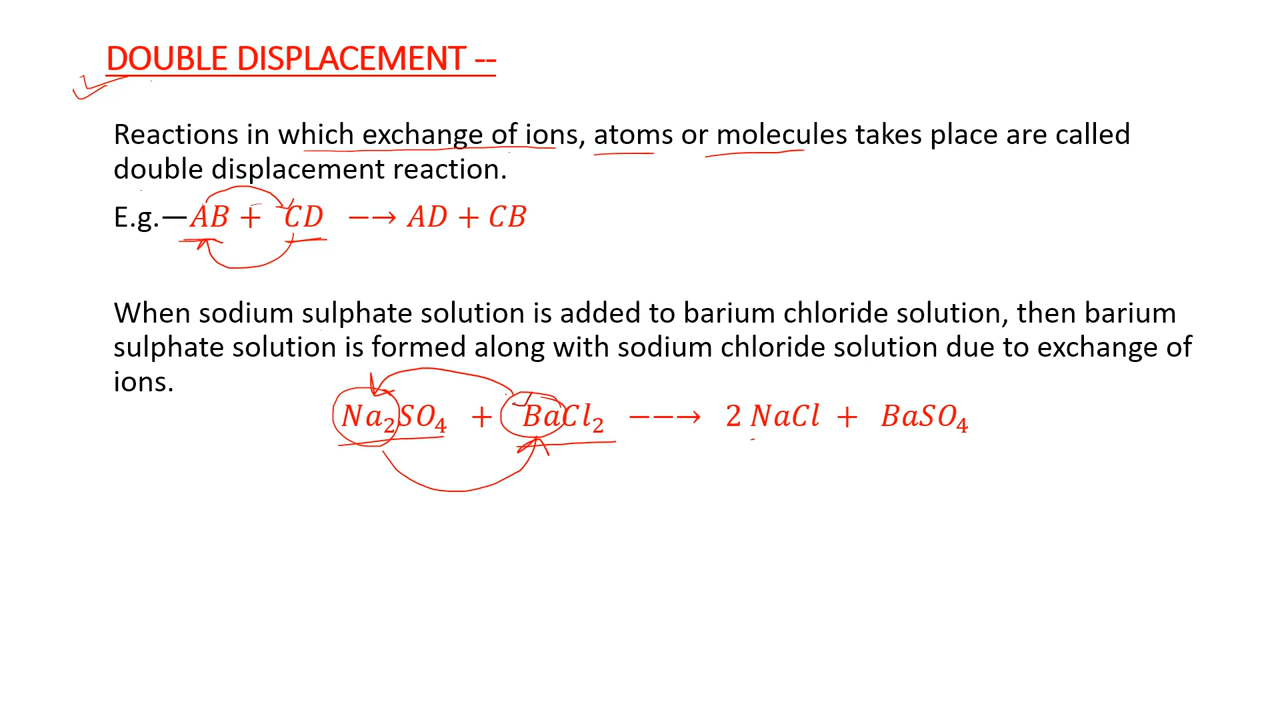 DOUBLE DISPLACEMENT --
Reactions in which exchange of ions, atoms or molecules takes place are called
double displacement reaction.
E.g.—AB + CD −→ AD + CB
When sodium sulphate solution is added to barium chloride solution, then barium
sulphate solution is formed along with sodium chloride solution due to exchange of
ions.
Na₂SO₄ + BaCl₂ −−→ 2 NaCl + BaSO₄